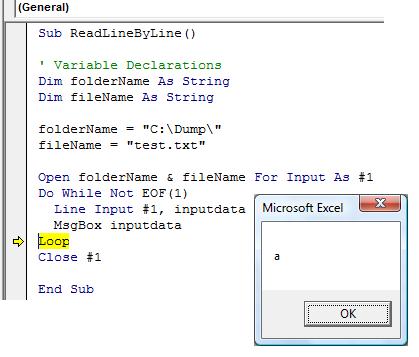 (General)
Sub ReadLineByLine()
' Variable Declarations
Dim folderName As String
Dim fileName As String
folderName = "C:\Dump\"
fileName = "test.txt"
Open folderName & fileName For Input As #1
Do While Not EOF(1)
Line Input #1, inputdata
MsgBox inputdata
Loop
Close #1
End Sub
Microsoft Excel
a
OK